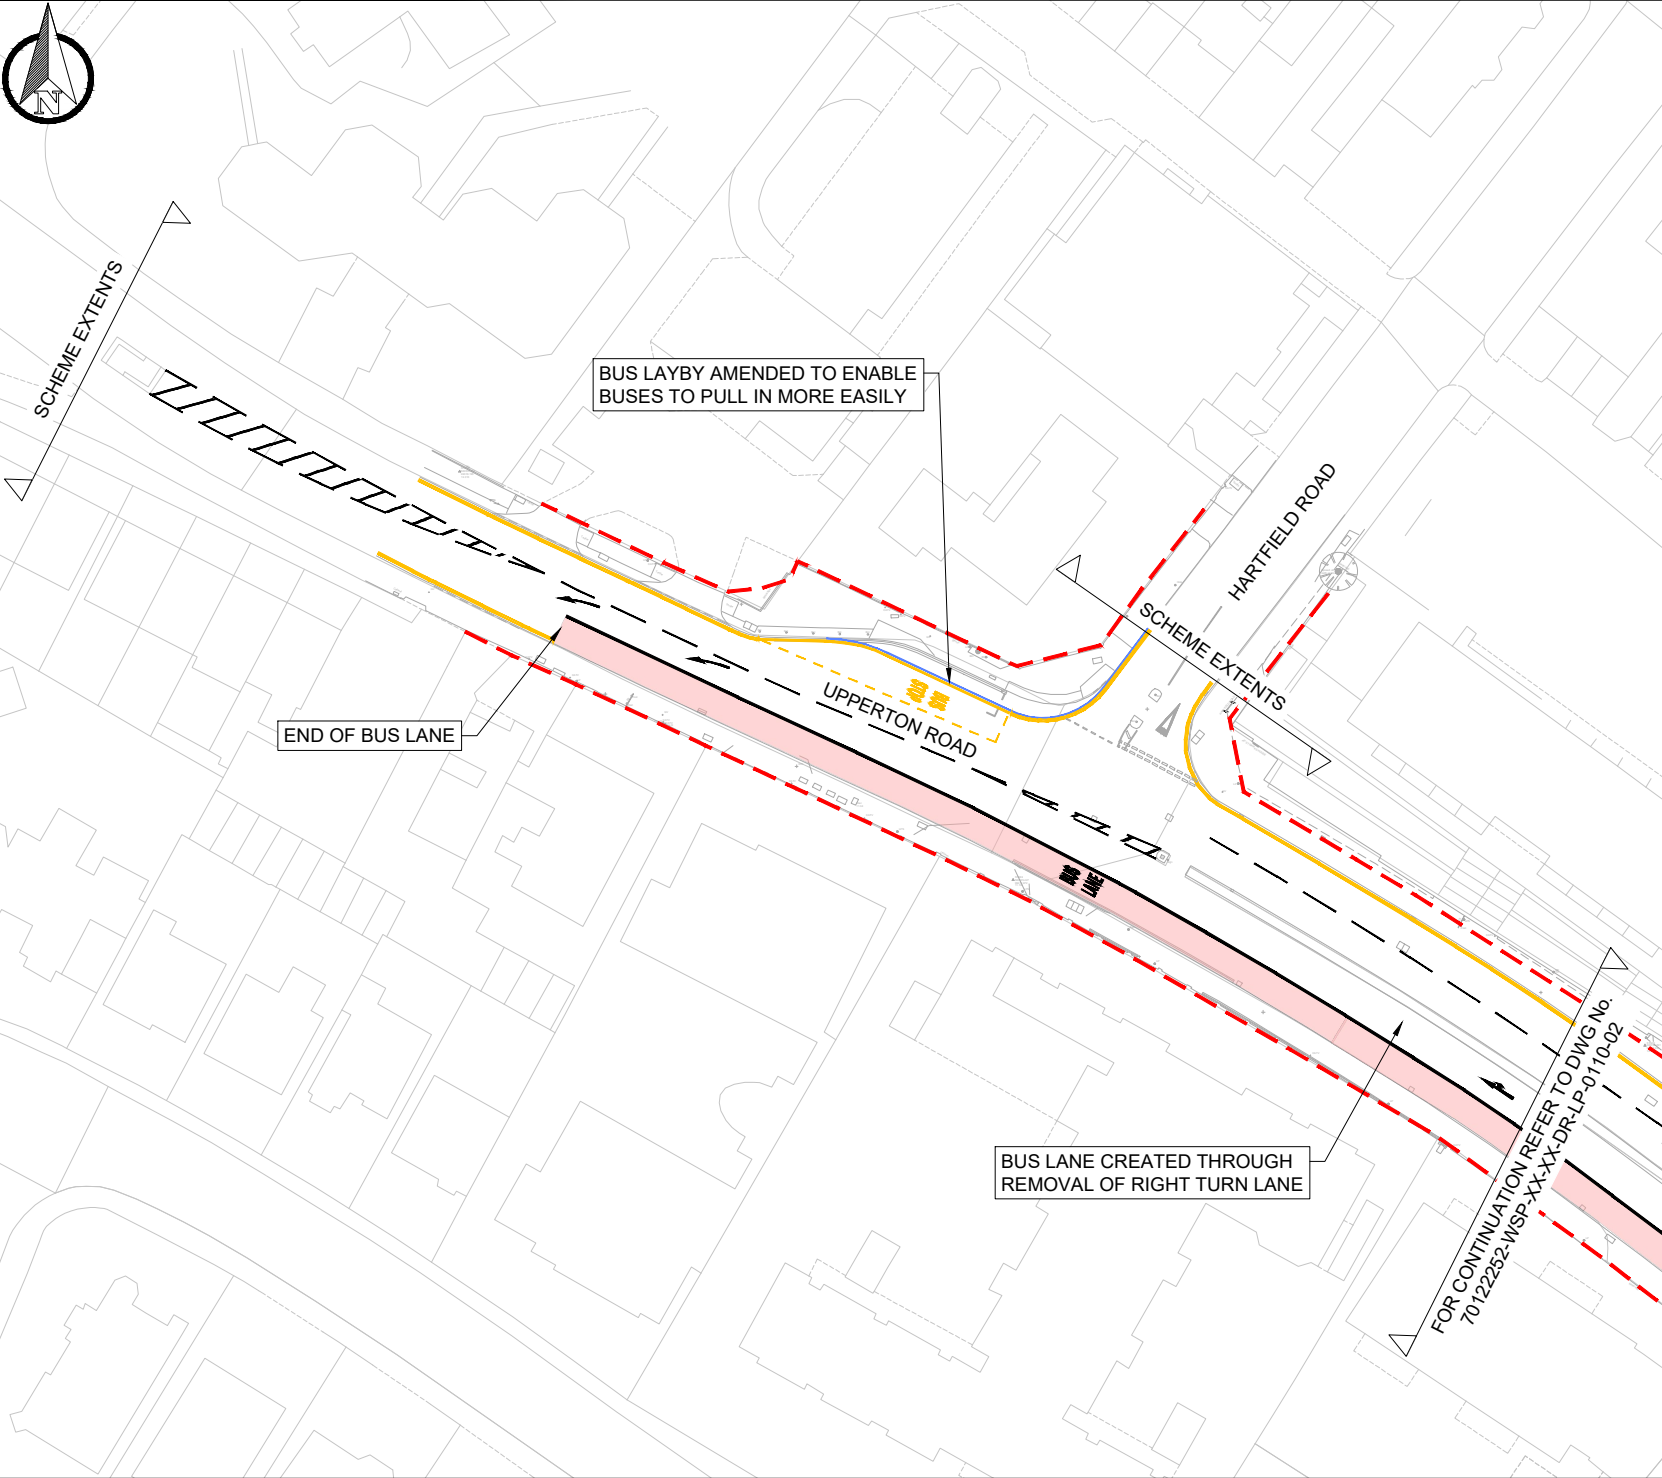 N
SCHEME EXTENTS
BUS LAYBY AMENDED TO ENABLE
BUSES TO PULL IN MORE EASILY
HARTFIELD ROAD
SCHEME EXTENTS
UPPERTON ROAD
END OF BUS LANE
BUS
LANE
BUS LANE CREATED THROUGH
REMOVAL OF RIGHT TURN LANE
FOR CONTINUATION REFER TO DWG No.
70122252-WSP-XX-XX-DR-LP-0110-02